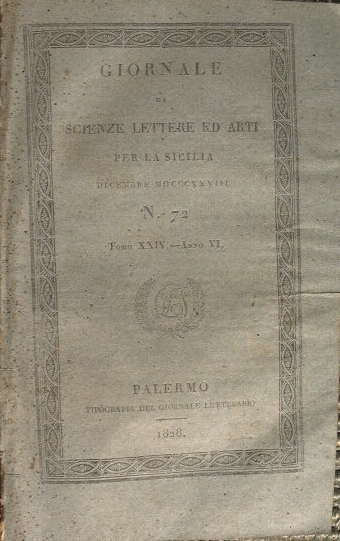 GIORNALE
DI
SCIENZE LETTERE ED ARTI
PER LA SICILIA
DECEMBRE MDCCCXXVIII
N. 72
Tomo XXIV.—Anno VI.
PALERMO
TIPOGRAFIA DEL GIORNALE LETTERARIO
1828.